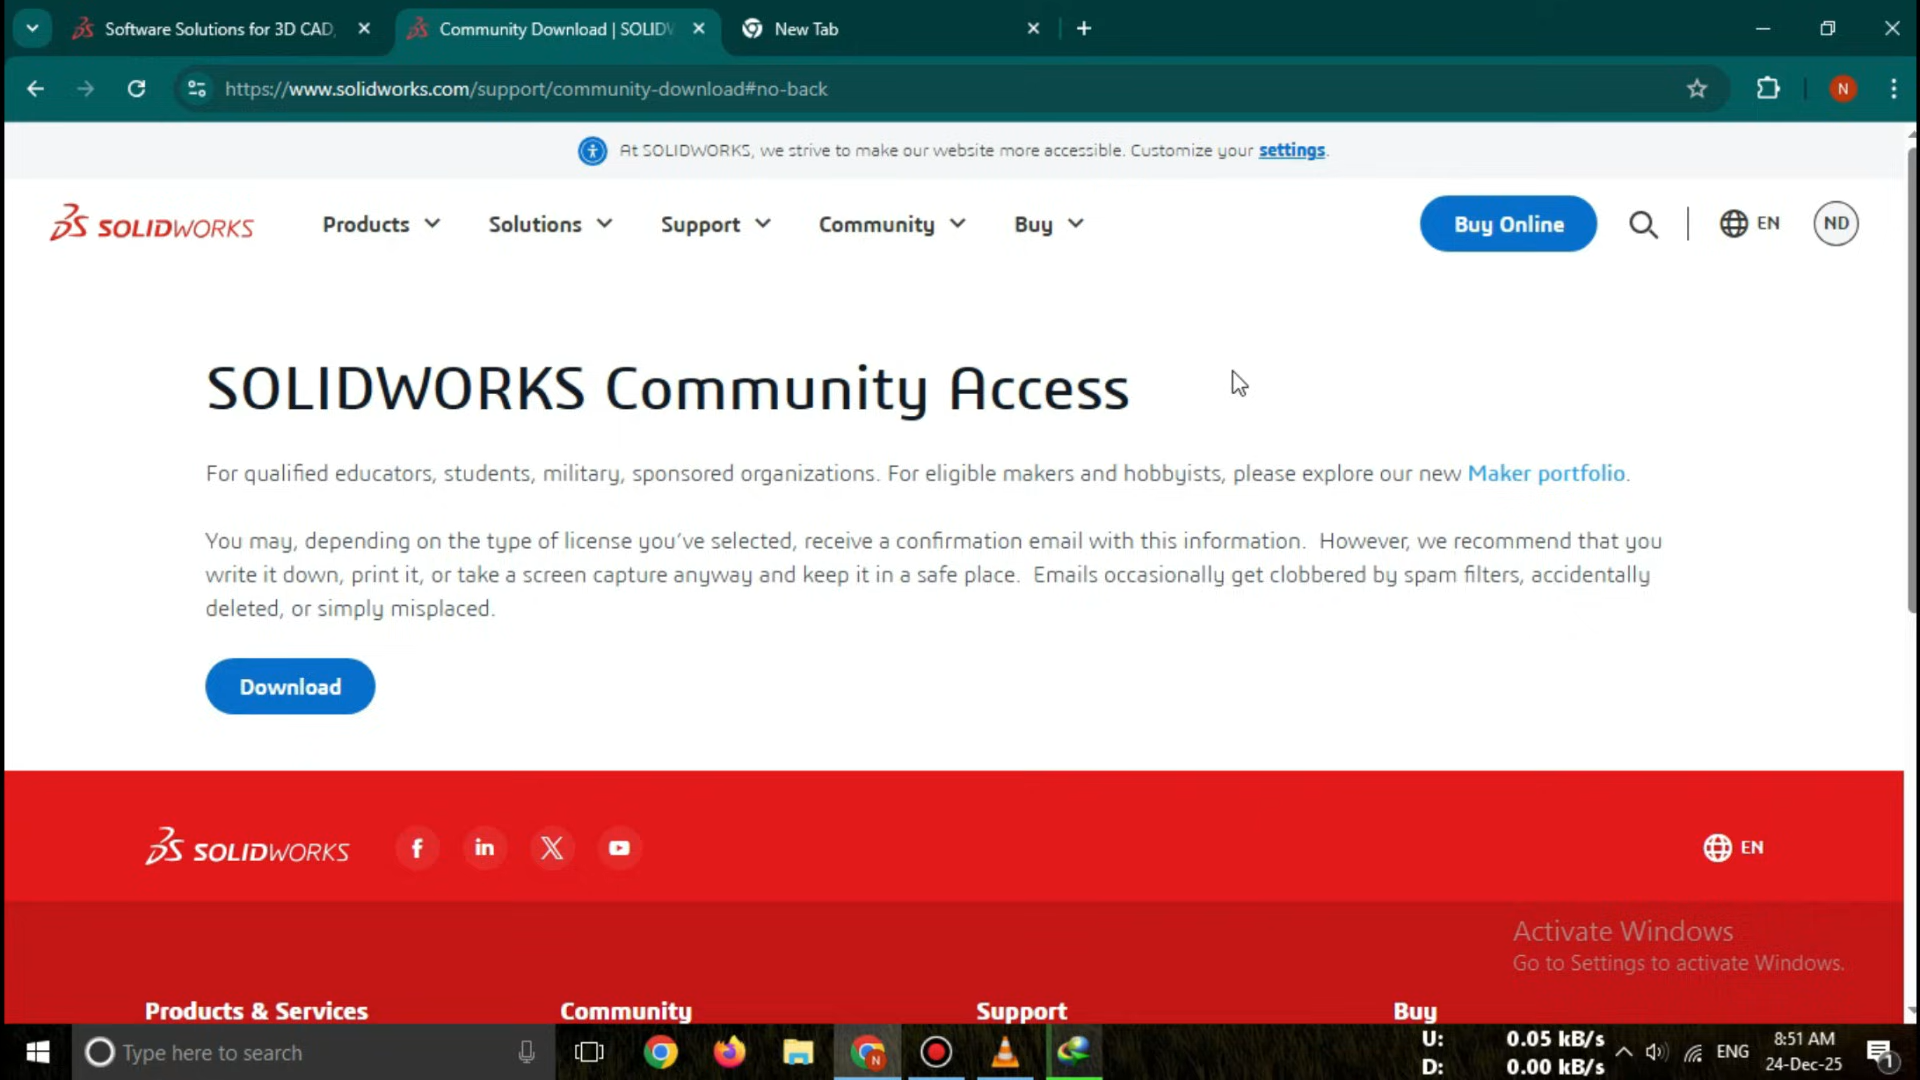 Software Solutions for 3D CAD,
Community Download | SOLIDW
New Tab
https://www.solidworks.com/support/community-download#no-back
N
At SOLIDWORKS, we strive to make our website more accessible. Customize your settings.
SOLIDWORKS
Products
Solutions
Support
Community
Buy
Buy Online
EN
ND
SOLIDWORKS Community Access
For qualified educators, students, military, sponsored organizations. For eligible makers and hobbyists, please explore our new Maker portfolio.
You may, depending on the type of license you’ve selected, receive a confirmation email with this information. However, we recommend that you
write it down, print it, or take a screen capture anyway and keep it in a safe place. Emails occasionally get clobbered by spam filters, accidentally
deleted, or simply misplaced.
Download
SOLIDWORKS
EN
Activate Windows
Go to Settings to activate Windows.
Products & Services
Community
Support
Buy
Type here to search
N
U: 0.05 kB/s
D: 0.00 kB/s
ENG
8:51 AM
24-Dec-25
1